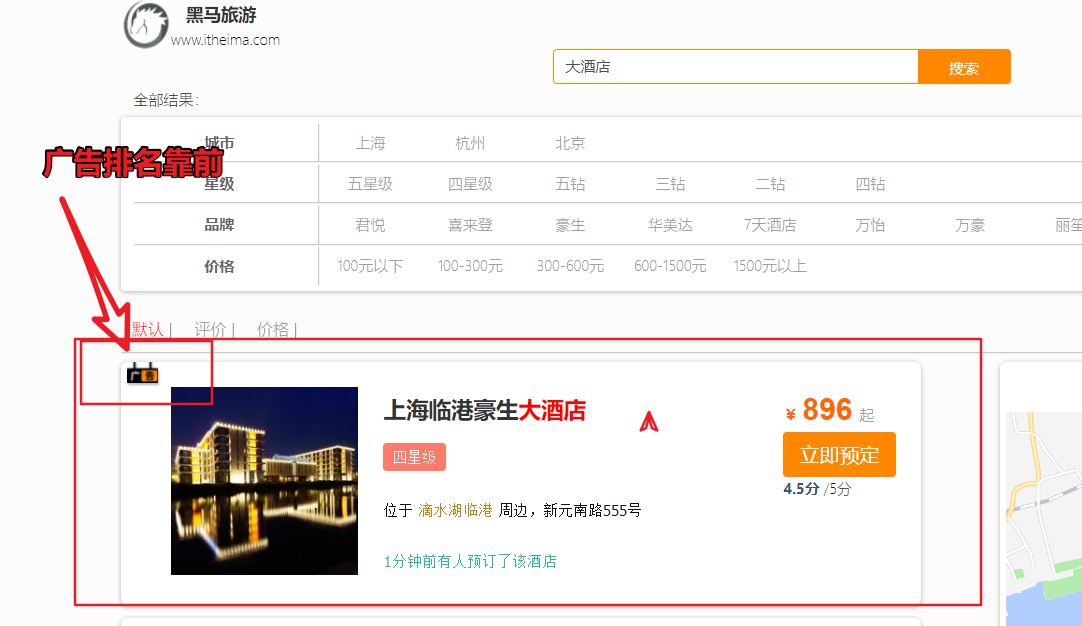 黑马旅游
www.itheima.com
大酒店 搜索
全部结果:
城市 上海 杭州 北京
广告排名靠前
星级 五星级 四星级 五钻 三钻 二钻 四钻
品牌 君悦 喜来登 豪生 华美达 7天酒店 万怡 万豪 丽笙
价格 100元以下 100-300元 300-600元 600-1500元 1500元以上
默认 | 评价 | 价格 |
广告
上海临港豪生大酒店
¥ 896 起
四星级
立即预定
4.5分 /5分
位于 滴水湖临港 周边，新元南路555号
1分钟前有人预订了该酒店